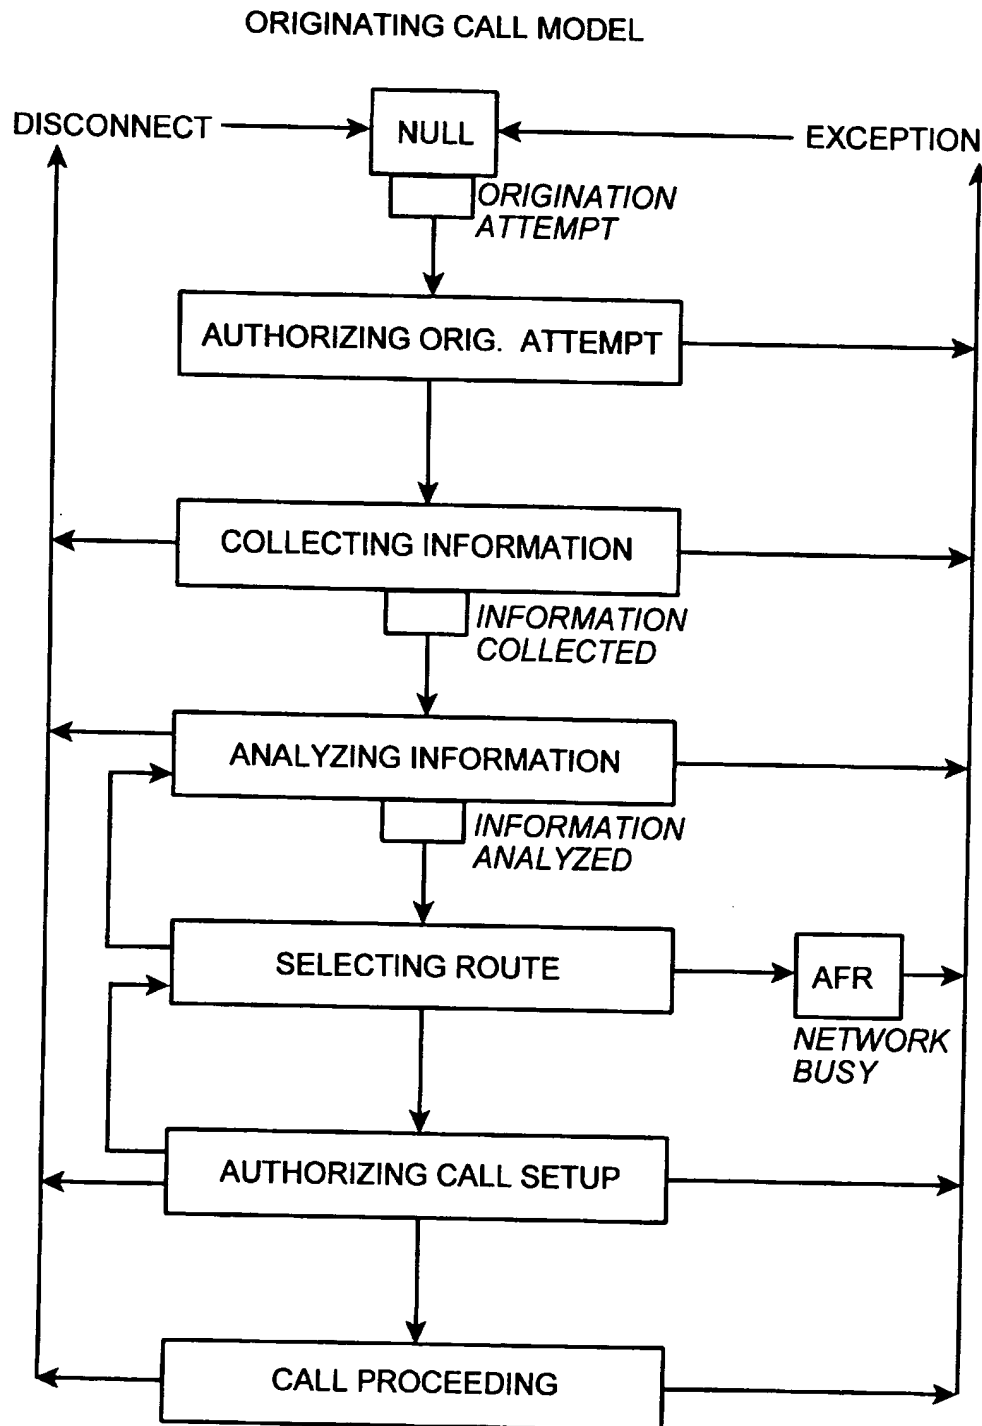 ORIGINATING CALL MODEL
DISCONNECT
NULL
EXCEPTION
ORIGINATION
ATTEMPT
AUTHORIZING ORIG. ATTEMPT
COLLECTING INFORMATION
INFORMATION
COLLECTED
ANALYZING INFORMATION
INFORMATION
ANALYZED
SELECTING ROUTE
AFR
NETWORK
BUSY
AUTHORIZING CALL SETUP
CALL PROCEEDING